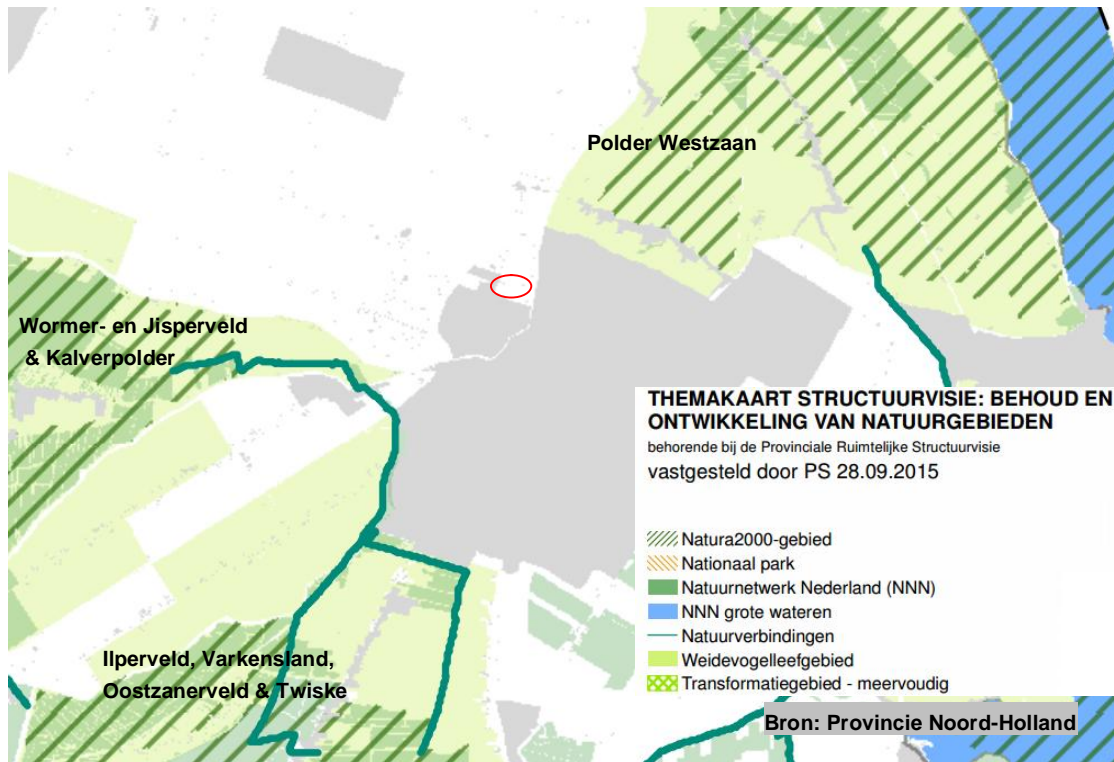 Polder Westzaan
Wormer- en Jisperveld
& Kalverpolder
THEMAKAART STRUCTUURVISIE: BEHOUD EN
ONTWIKKELING VAN NATUURGEBIEDEN
behorende bij de Provinciale Ruimtelijke Structuurvisie
vastgesteld door PS 28.09.2015
Natura2000-gebied
Nationaal park
Natuurnetwerk Nederland (NNN)
NNN grote wateren
Natuurverbindingen
Weidevogelleefgebied
Transformatiegebied - meervoudig
Ilperveld, Varkensland,
Oostzanerveld & Twiske
Bron: Provincie Noord-Holland